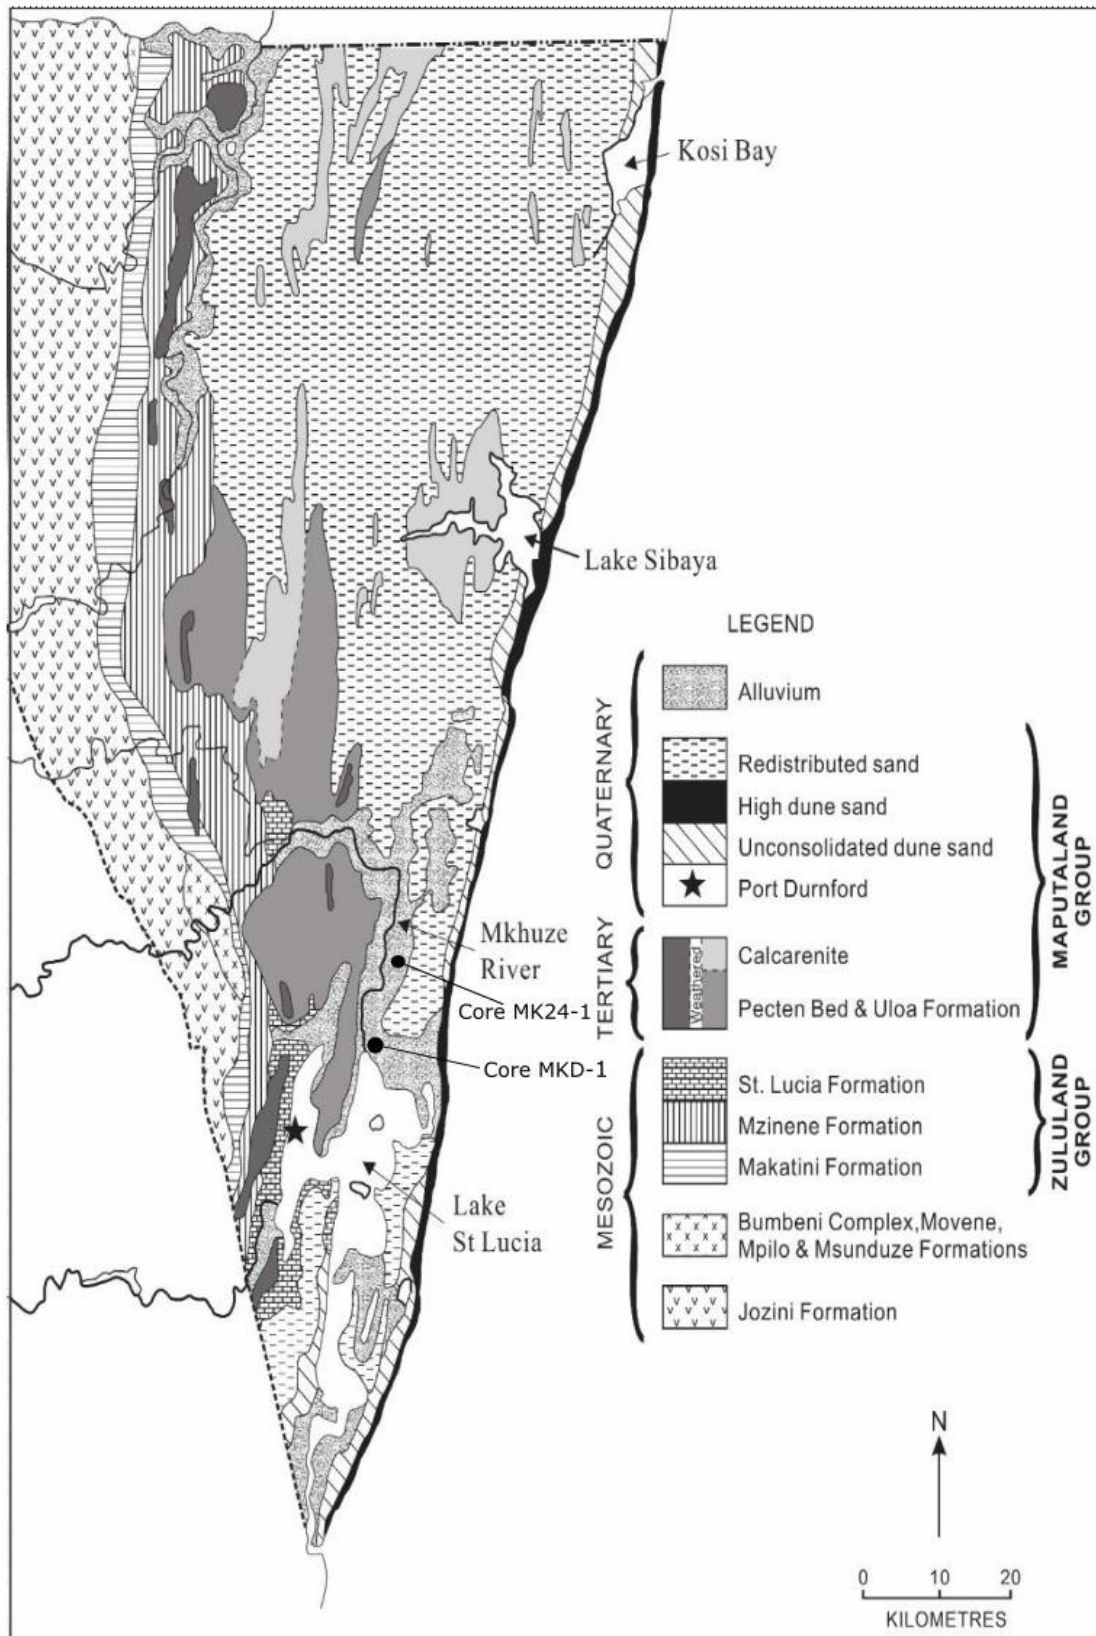 Kosi Bay
Lake Sibaya
LEGEND
QUATERNARY
Alluvium
Redistributed sand
High dune sand
Unconsolidated dune sand
Port Durnford
MAPUTALAND
GROUP
Mkhuze
River
Core MK24-1
Core MKD-1
TERTIARY
Weathered
Calcarenite
Pecten Bed & Uloa Formation
MESOZOIC
St. Lucia Formation
Mzinene Formation
Makatini Formation
ZULULAND
GROUP
Bumbeni Complex,Movene,
Mpilo & Msunduze Formations
Jozini Formation
Lake
St Lucia
N
0 10 20
KILOMETRES